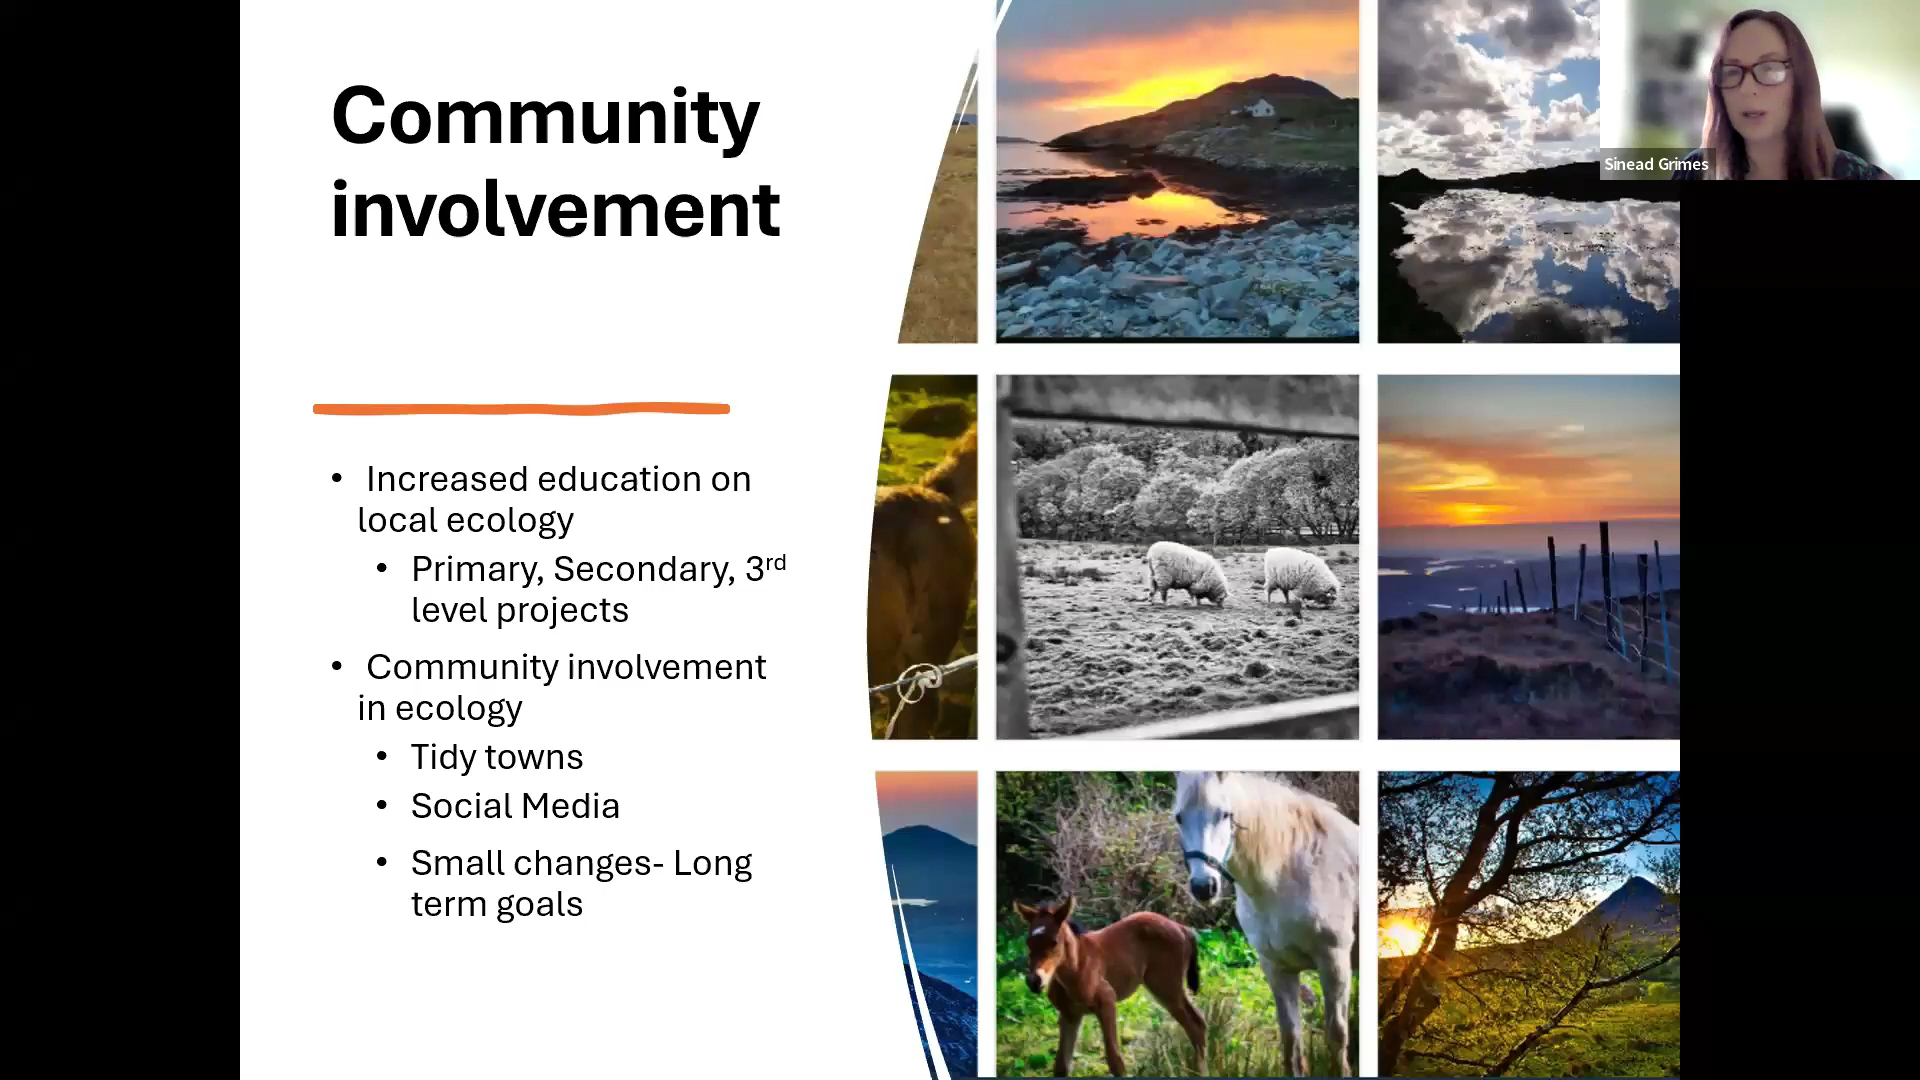 Community
involvement
• Increased education on
local ecology
• Primary, Secondary, 3rd
level projects
• Community involvement
in ecology
• Tidy towns
• Social Media
• Small changes- Long
term goals
Sinead Grimes